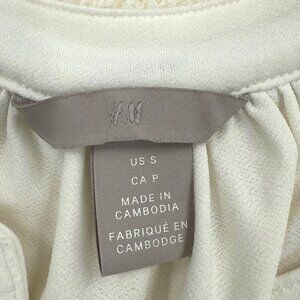 H&M
US S
CA P
MADE IN
CAMBODIA
FABRIQUÉ EN
CAMBODGE